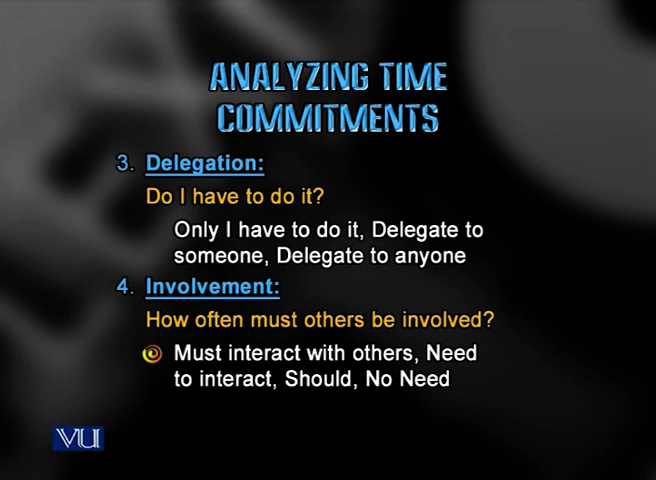 ANALYZING TIME
COMMITMENTS
3. Delegation:
Do I have to do it?
Only I have to do it, Delegate to
someone, Delegate to anyone
4. Involvement:
How often must others be involved?
Must interact with others, Need
to interact, Should, No Need
VU